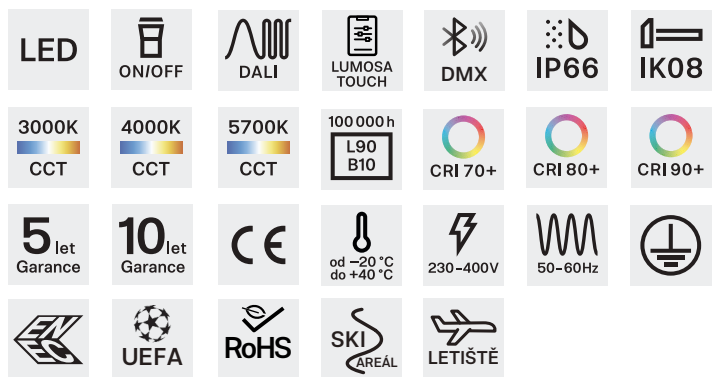 LED
ON/OFF
DALI
LUMOSA
TOUCH
DMX
IP66
IK08
3000K
CCT
4000K
CCT
5700K
CCT
100 000 h
L90
B10
CRI 70+
CRI 80+
CRI 90+
5 let
Garance
10 let
Garance
CE
od –20 °C
do +40 °C
230-400V
50-60Hz
ENEC
UEFA
RoHS
SKI
AREÁL
LETIŠTĚ